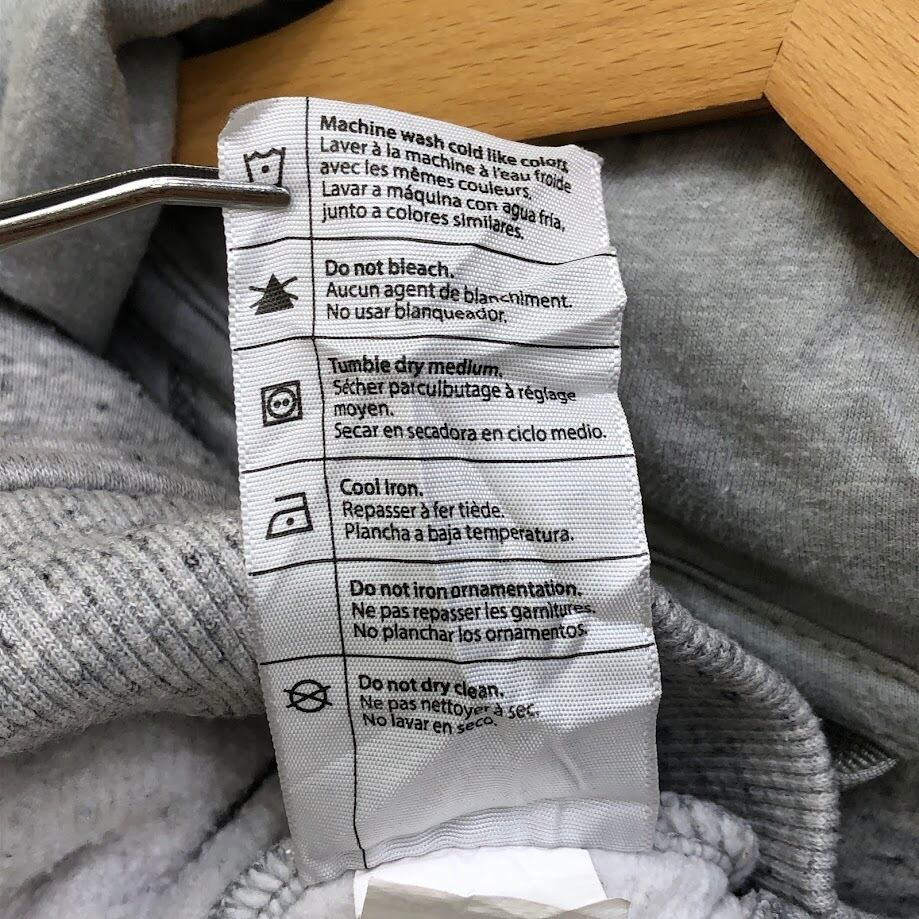 Machine wash cold like colors
Laver à la machine à l'eau froide
avec les mêmes couleurs.
Lavar a máquina con agua fría,
junto a colores similares.
Do not bleach.
Aucun agent de blanchiment.
No usar blanqueador.
Tumble dry medium.
Sécher par culbutage à réglage
moyen.
Secar en secadora en ciclo medio.
Cool Iron.
Repasser à fer tiède.
Plancha a baja temperatura.
Do not iron ornamentation.
Ne pas repasser les garnitures.
No planchar los ornamentos.
Do not dry clean.
Ne pas nettoyer à sec.
No lavar en seco.